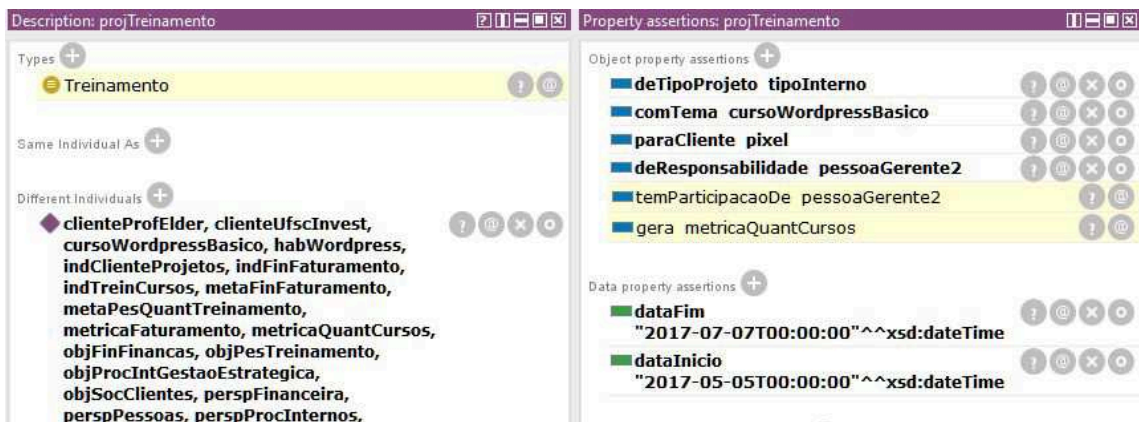 Description: projTreinamento
Types
Treinamento
Same Individual As
Different Individuals
clienteProfElder, clienteUfscInvest,
cursoWordpressBasico, habWordpress,
indClienteProjetos, indFinFaturamento,
indTreinCursos, metaFinFaturamento,
metaPesQuantTreinamento,
metricaFaturamento, metricaQuantCursos,
objFinFinancas, objPesTreinamento,
objProcIntGestaoEstrategica,
objSocClientes, perspFinanceira,
perspPessoas, perspProcInternos,
Property assertions: projTreinamento
Object property assertions
deTipoProjeto tipoInterno
comTema cursoWordpressBasico
paraCliente pixel
deResponsabilidade pessoaGerente2
temParticipacaoDe pessoaGerente2
gera metricaQuantCursos
Data property assertions
dataFim
"2017-07-07T00:00:00"^^xsd:dateTime
dataInicio
"2017-05-05T00:00:00"^^xsd:dateTime